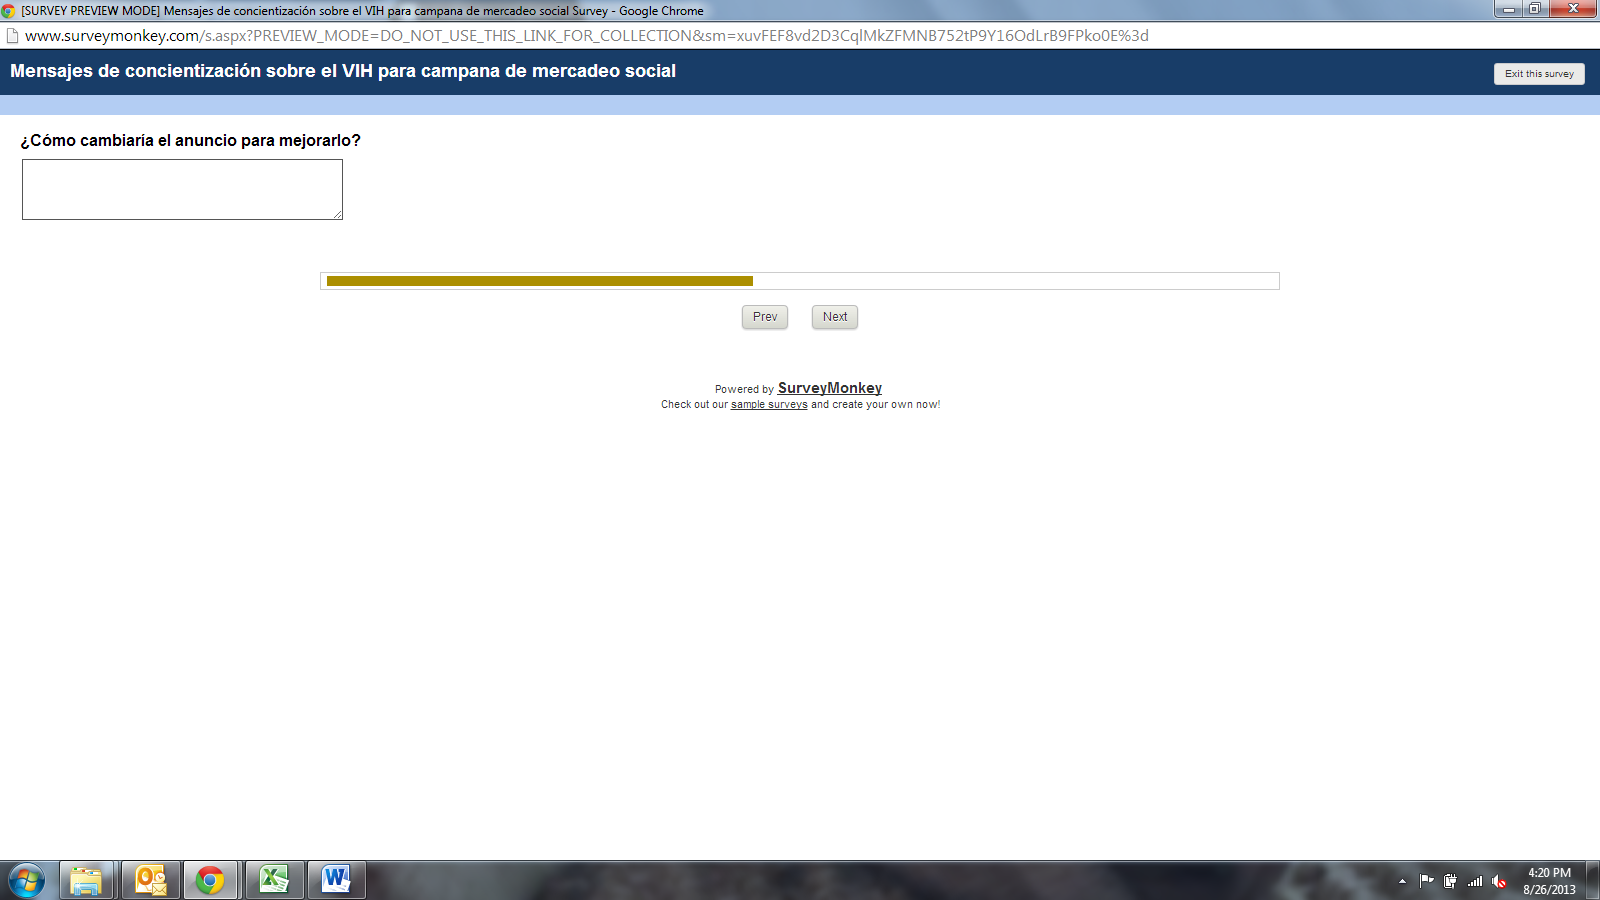 [SURVEY PREVIEW MODE] Mensajes de concientización sobre el VIH para campana de mercadeo social Survey - Google Chrome
www.surveymonkey.com/s.aspx?PREVIEW_MODE=DO_NOT_USE_THIS_LINK_FOR_COLLECTION&sm=xuvFEF8vd2D3CqlMkZFMNB752tP9Y16OdLrB9FPko0E%3d
Mensajes de concientización sobre el VIH para campana de mercadeo social
Exit this survey
¿Cómo cambiaría el anuncio para mejorarlo?
Prev Next
Powered by SurveyMonkey
Check out our sample surveys and create your own now!
4:20 PM
8/26/2013